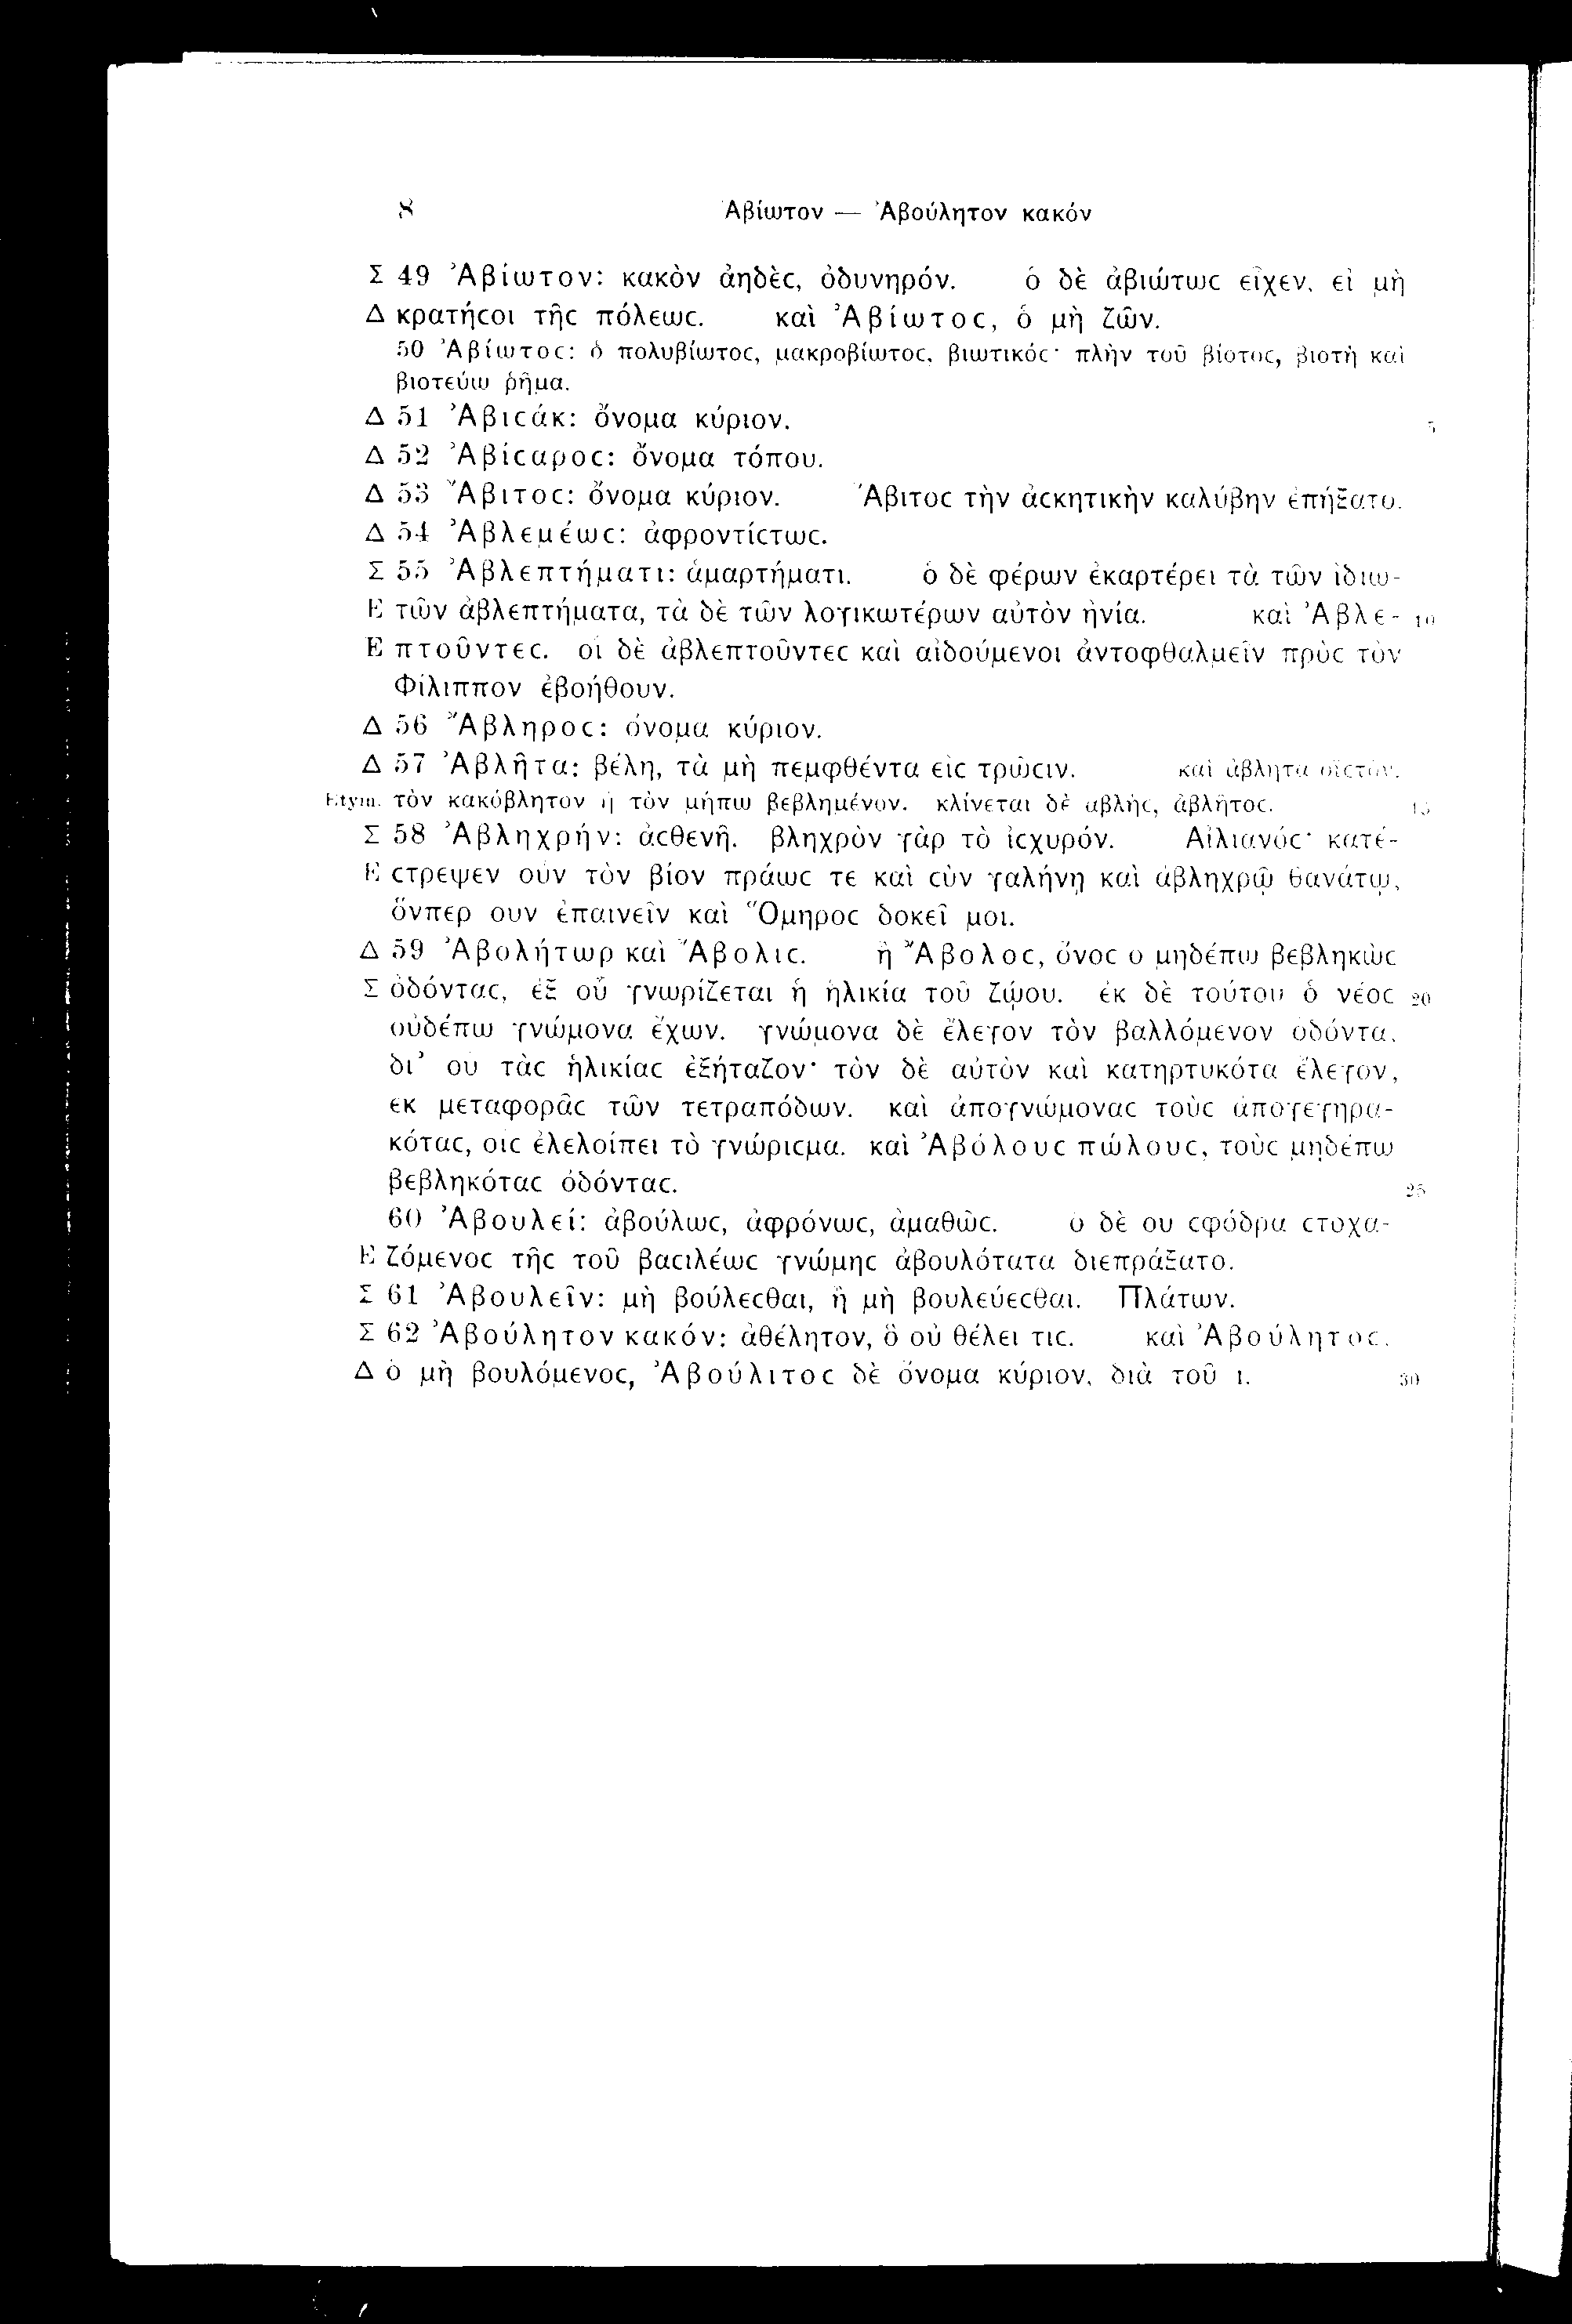 8 Ἀβίωτον — Ἀβούλητον κακόν
Σ 49 Ἀβίωτον: κακὸν ἀηδὲς, ὀδυνηρόν. ὁ δὲ ἀβιώτωϲ εἶχεν, εἰ μὴ
Δ κρατήϲοι τῆϲ πόλεωϲ. καὶ Ἀβίωτοϲ, ὁ μὴ ζῶν.
50 Ἀβίωτοϲ: ὁ πολυβίωτοϲ, μακροβίωτοϲ, βιωτικόϲ· πλὴν τοῦ βίοτοϲ, βιοτὴ καὶ
βιοτεύω ῥῆμα.
Δ 51 Ἀβιϲάκ: ὄνομα κύριον. 5
Δ 52 Ἀβίϲαροϲ: ὄνομα τόπου.
Δ 53 Ἄβιτοϲ: ὄνομα κύριον. Ἄβιτοϲ τὴν ἀϲκητικὴν καλύβην ἐπήξατο.
Δ 54 Ἀβλεμέωϲ: ἀφροντίϲτωϲ.
Σ 55 Ἀβλεπτήματι: ἁμαρτήματι. ὁ δὲ φέρων ἐκαρτέρει τὰ τῶν ἰδιω-
E τῶν ἀβλεπτήματα, τὰ δὲ τῶν λογικωτέρων αὐτὸν ἠνία. καὶ Ἀβλε- 10
E πτοῦντεϲ. οἱ δὲ ἀβλεπτοῦντεϲ καὶ αἰδούμενοι ἀντοφθαλμεῖν πρὸϲ τὸν
Φίλιππον ἐβοήθουν.
Δ 56 Ἄβληροϲ: ὄνομα κύριον.
Δ 57 Ἀβλῆτα: βέλη, τὰ μὴ πεμφθέντα εἰϲ τρῶϲιν. καὶ ἀβλῆτα ὀϊϲτόν.
Etym. τὸν κακόβλητον ἢ τὸν μήπω βεβλημένον. κλίνεται δὲ ἀβλὴϲ, ἀβλῆτοϲ. 15
Σ 58 Ἀβληχρήν: ἀϲθενῆ. βληχρὸν γὰρ τὸ ἰϲχυρόν. Αἰλιανόϲ· κατέ-
E ϲτρεψεν οὖν τὸν βίον πράωϲ τε καὶ ϲὺν γαλήνῃ καὶ ἀβληχρῷ θανάτῳ,
ὅνπερ οὖν ἐπαινεῖν καὶ Ὅμηροϲ δοκεῖ μοι.
Δ 59 Ἀβολήτωρ καὶ Ἄβολιϲ. ἢ Ἄβολοϲ, ὄνοϲ ὁ μηδέπω βεβληκὼϲ
Σ ὀδόνταϲ, ἐξ οὗ γνωρίζεται ἡ ἡλικία τοῦ ζῴου. ἐκ δὲ τούτου ὁ νέοϲ 20
οὐδέπω γνώμονα ἔχων. γνώμονα δὲ ἔλεγον τὸν βαλλόμενον ὀδόντα,
δι’ οὗ τὰϲ ἡλικίαϲ ἐξήταζον· τὸν δὲ αὐτὸν καὶ κατηρτυκότα ἔλεγον,
ἐκ μεταφορᾶϲ τῶν τετραπόδων. καὶ ἀπογνώμοναϲ τοὺϲ ἀπογεγηρα-
κόταϲ, οἷϲ ἐλελοίπει τὸ γνώριϲμα. καὶ Ἀβόλουϲ πώλουϲ, τοὺϲ μηδέπω
βεβληκόταϲ ὀδόνταϲ. 25
60 Ἀβουλεί: ἀβούλωϲ, ἀφρόνωϲ, ἀμαθῶϲ. ὁ δὲ οὐ ϲφόδρα ϲτοχα-
E ζόμενοϲ τῆϲ τοῦ βαϲιλέωϲ γνώμηϲ ἀβουλότατα διεπράξατο.
Σ 61 Ἀβουλεῖν: μὴ βούλεϲθαι, ἢ μὴ βουλεύεϲθαι. Πλάτων.
Σ 62 Ἀβούλητον κακόν: ἀθέλητον, ὃ οὐ θέλει τιϲ. καὶ Ἀβούλητοϲ,
Δ ὁ μὴ βουλόμενοϲ, Ἀβούλιτοϲ δὲ ὄνομα κύριον, διὰ τοῦ ι. 30